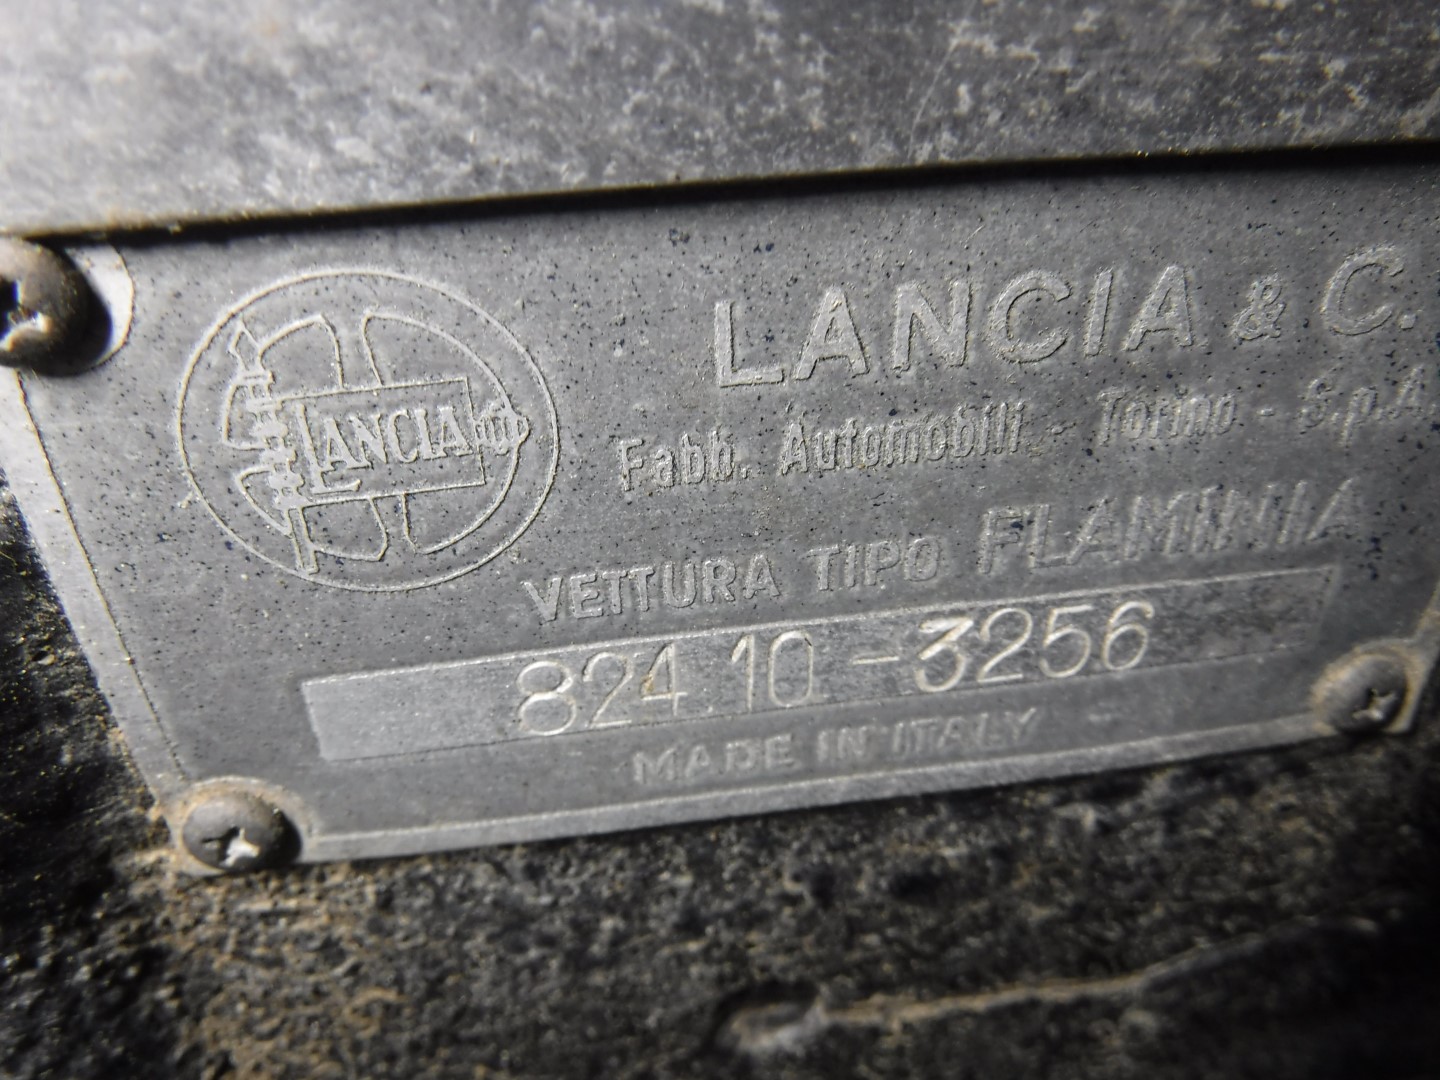 LANCIA
LANCIA & C.
Fabb. Automobili - Torino - S.p.A.
VETTURA TIPO FLAMINIA
824.10-3256
MADE IN ITALY